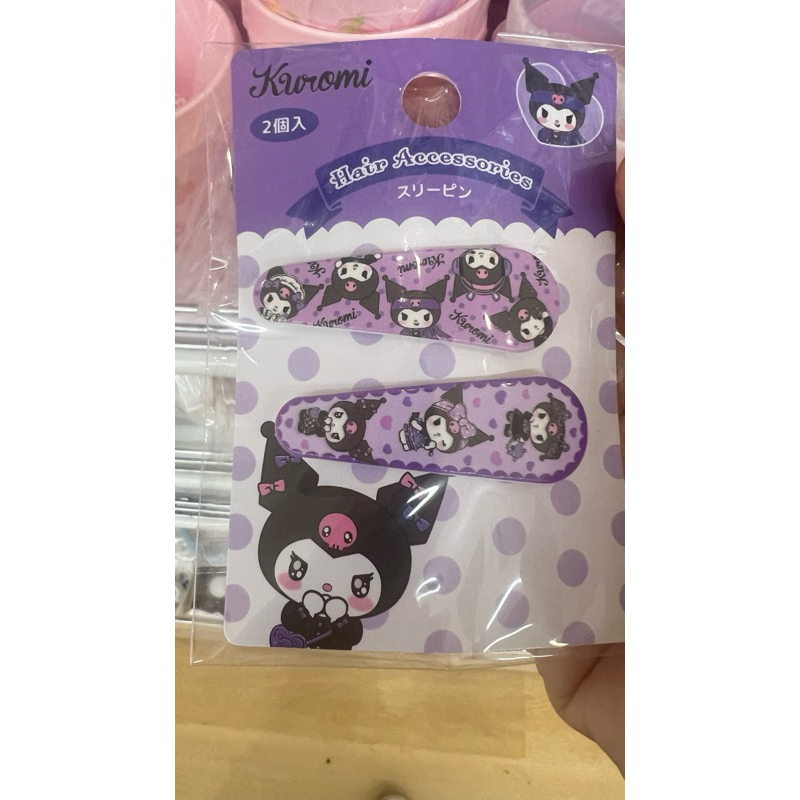 Kuromi
2個入
Hair Accessories
スリーピン
Kuromi
Kuromi
Kuromi